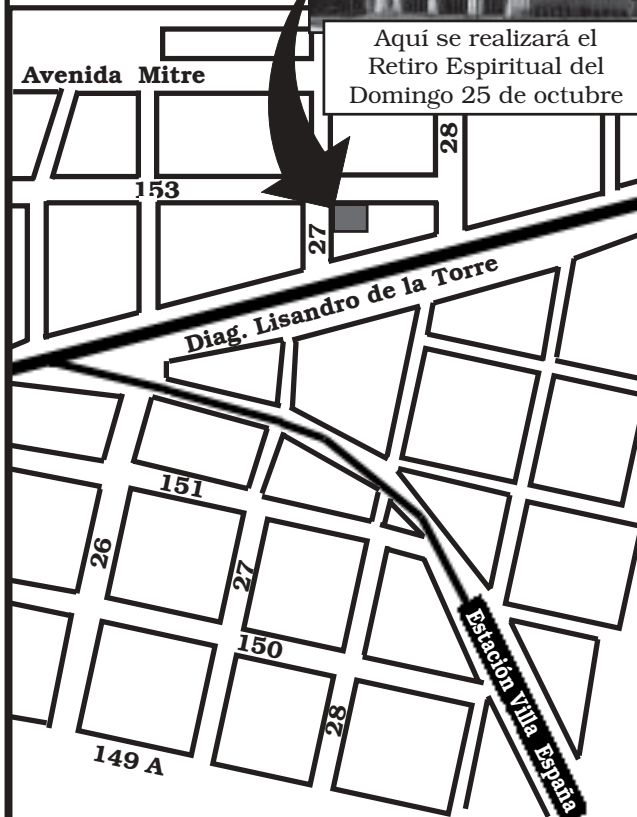 Aquí se realizará el
Retiro Espiritual del
Domingo 25 de octubre
Avenida Mitre
28
153
27
Diag. Lisandro de la Torre
151
26
27
150
28
149 A
Estación Villa España